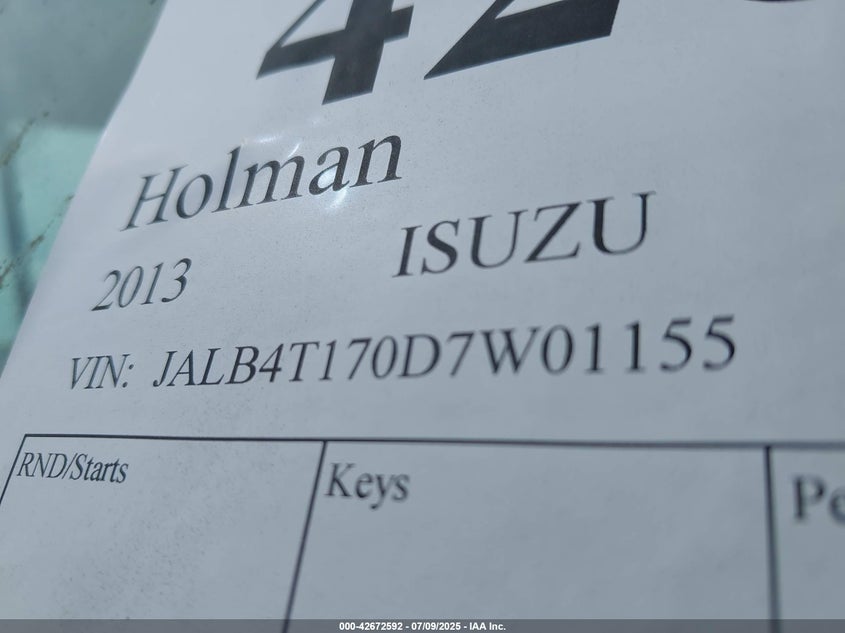 42
Holman
2013 ISUZU
VIN: JALB4T170D7W01155
RND/Starts Keys
000-42672592 - 07/09/2025 - IAA Inc.